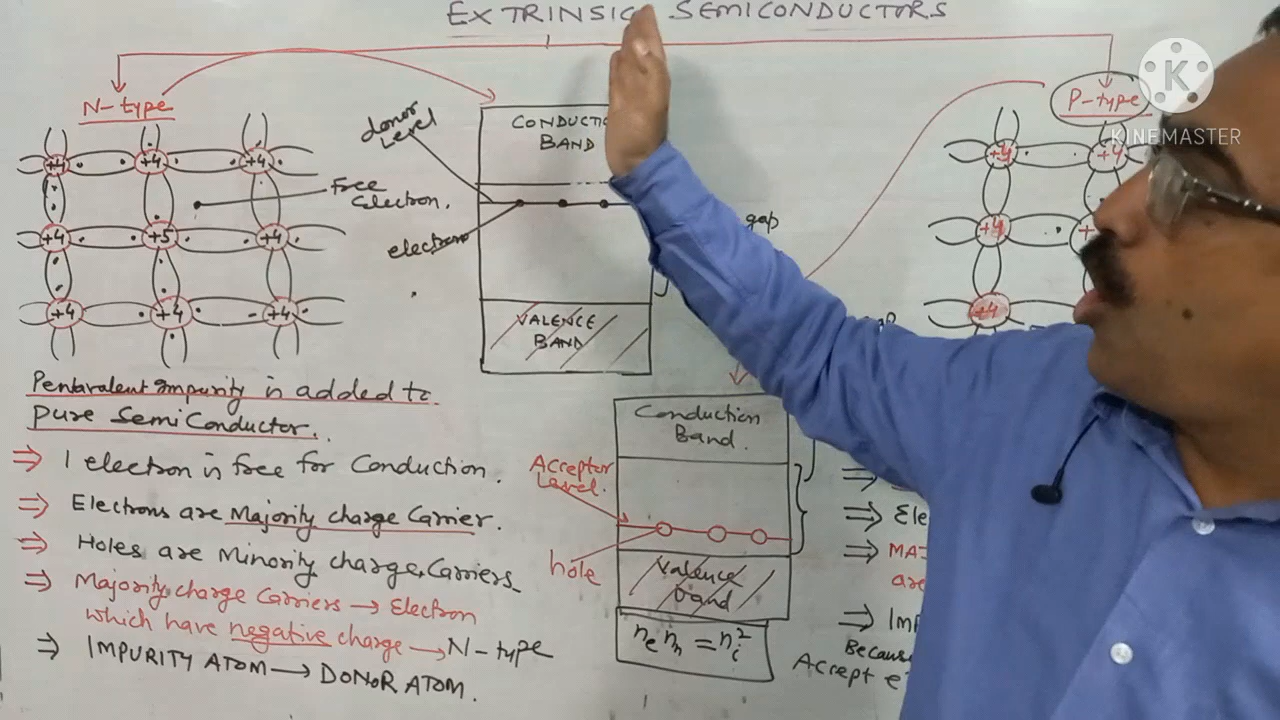 EXTRINSIC SEMICONDUCTORS
N-type
P-type
K
KINEMASTER
donor
Level
CONDUCTI
BAND
+4 +4 +4
Free
Electron.
electron
+4 +5 +4
+4 +4 +4
gap
VALENCE
BAND
+4 +4
+4 +
+4
Pentavalent impurity is added to
pure SemiConductor.
⇒ 1 electron is free for Conduction.
⇒ Electrons are Majority charge Carrier.
⇒ Holes are Minority charge Carriers
⇒ Majority charge Carriers → Electron
which have negative charge → N-type
⇒ IMPURITY ATOM → DONOR ATOM.
Conduction
Band.
Acceptor
Level.
hole
Valence
band
nₑnₕ = nᵢ²
⇒ Ele
⇒ MA
are
⇒ IMP
Becaus
Accept e